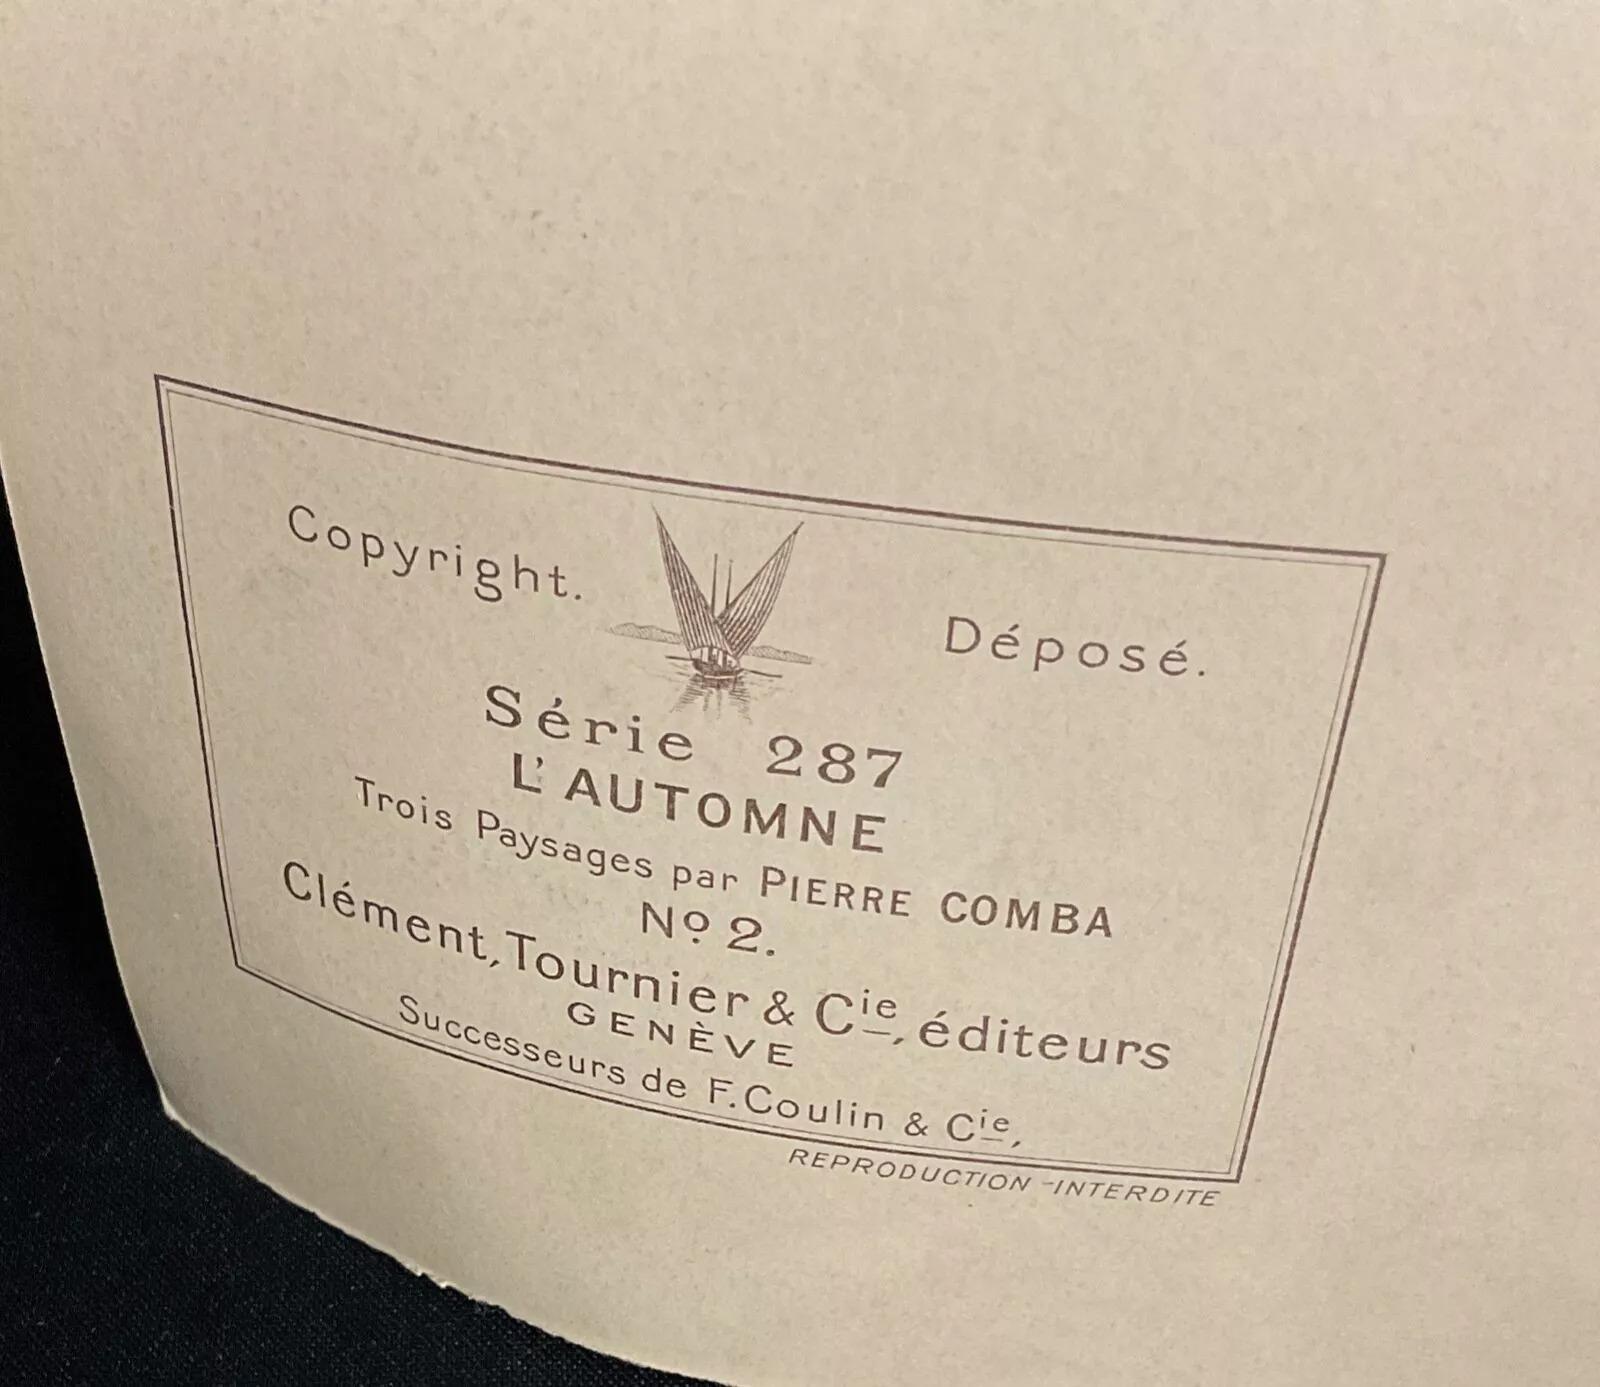 Copyright. Déposé.
Série 287
L'AUTOMNE
Trois Paysages par PIERRE COMBA
Nº 2.
Clément, Tournier & Cie, éditeurs
GENÈVE
Successeurs de F. Coulin & Cie,
REPRODUCTION-INTERDITE